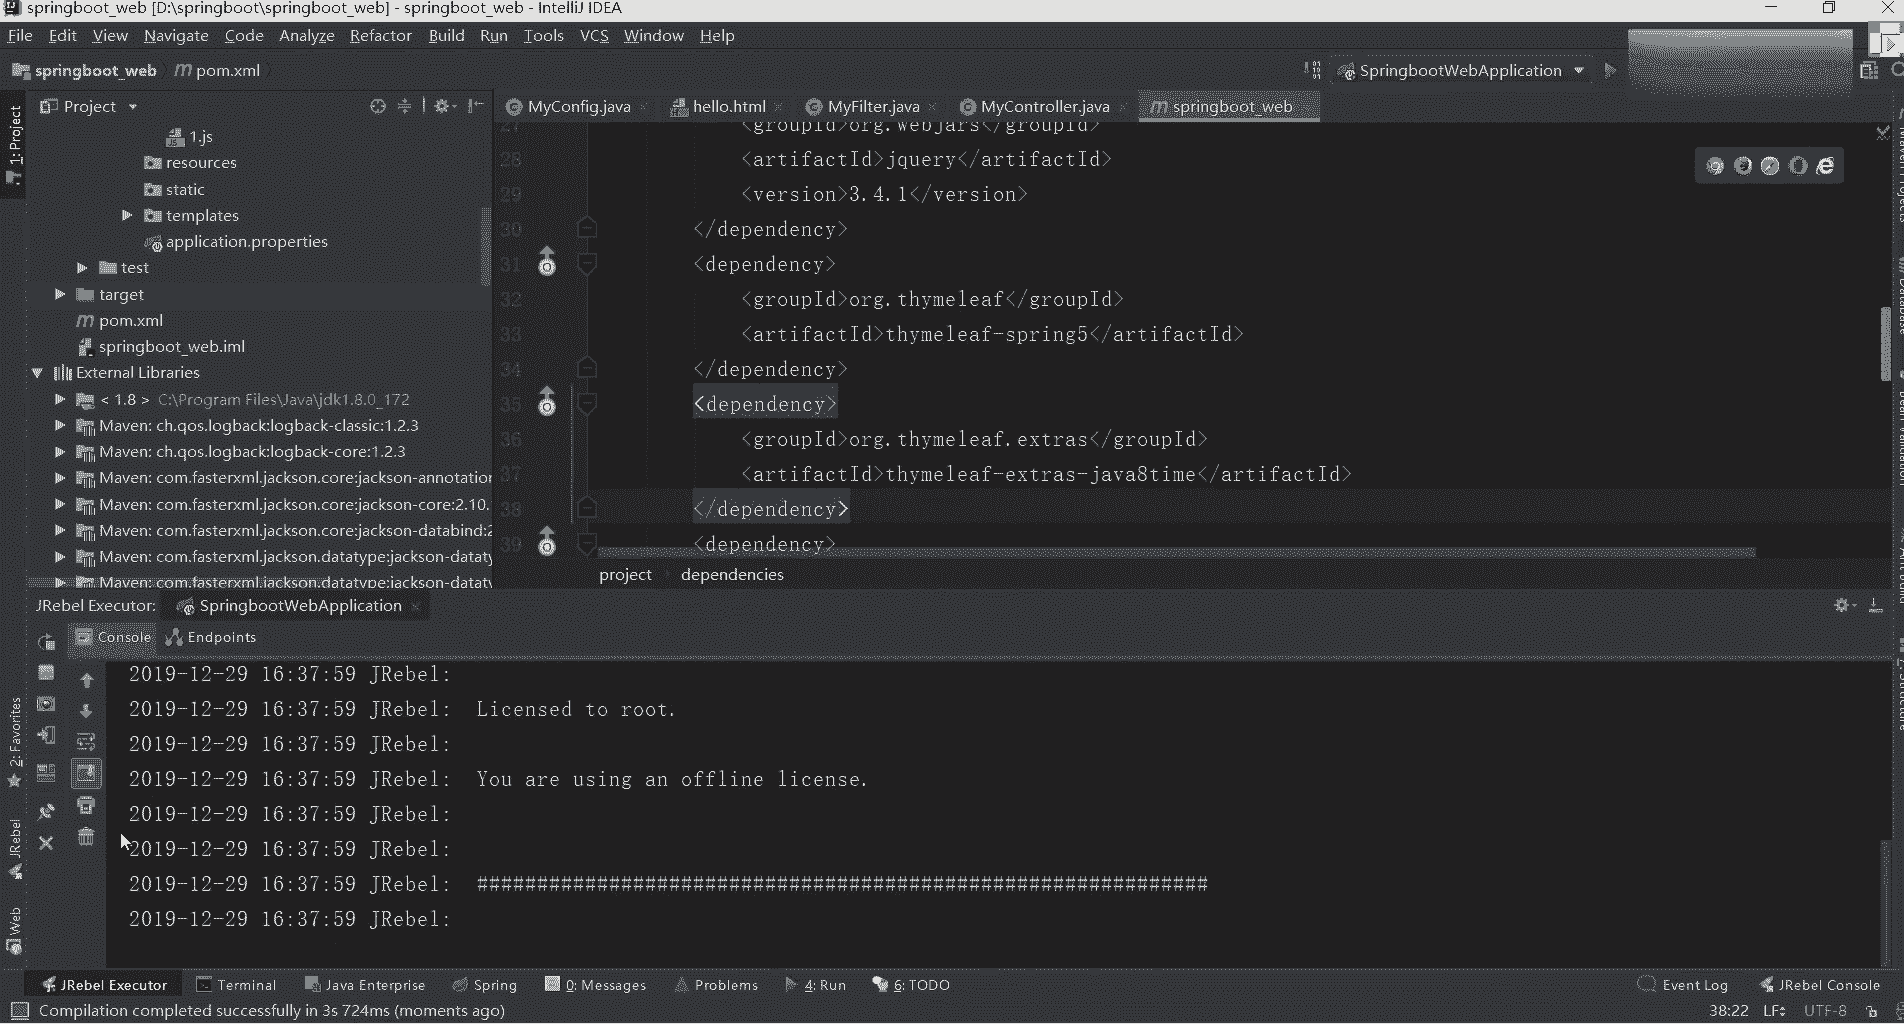 springboot_web [D:\springboot\springboot_web] - springboot_web - IntelliJ IDEA
File Edit View Navigate Code Analyze Refactor Build Run Tools VCS Window Help
springboot_web pom.xml
SpringbootWebApplication
1: Project
Project
1.js
resources
static
templates
application.properties
test
target
pom.xml
springboot_web.iml
External Libraries
< 1.8 > C:\Program Files\Java\jdk1.8.0_172
Maven: ch.qos.logback:logback-classic:1.2.3
Maven: ch.qos.logback:logback-core:1.2.3
Maven: com.fasterxml.jackson.core:jackson-annotation
Maven: com.fasterxml.jackson.core:jackson-core:2.10.
Maven: com.fasterxml.jackson.core:jackson-databind:2
Maven: com.fasterxml.jackson.datatype:jackson-dataty
Maven: com.fasterxml.jackson.datatype:jackson-dataty
MyConfig.java hello.html MyFilter.java MyController.java springboot_web
27 <groupId>org.webjars</groupId>
28 <artifactId>jquery</artifactId>
29 <version>3.4.1</version>
30 </dependency>
31 <dependency>
32 <groupId>org.thymeleaf</groupId>
33 <artifactId>thymeleaf-spring5</artifactId>
34 </dependency>
35 <dependency>
36 <groupId>org.thymeleaf.extras</groupId>
37 <artifactId>thymeleaf-extras-java8time</artifactId>
38 </dependency>
39 <dependency>
project dependencies
JRebel Executor: SpringbootWebApplication
Console Endpoints
2019-12-29 16:37:59 JRebel:
2019-12-29 16:37:59 JRebel: Licensed to root.
2019-12-29 16:37:59 JRebel:
2019-12-29 16:37:59 JRebel: You are using an offline license.
2019-12-29 16:37:59 JRebel:
2019-12-29 16:37:59 JRebel:
2019-12-29 16:37:59 JRebel: #############################################################
2019-12-29 16:37:59 JRebel:
2: Favorites
JRebel
Web
JRebel Executor Terminal Java Enterprise Spring 0: Messages Problems 4: Run 6: TODO Event Log JRebel Console
Compilation completed successfully in 3s 724ms (moments ago) 38:22 LF UTF-8